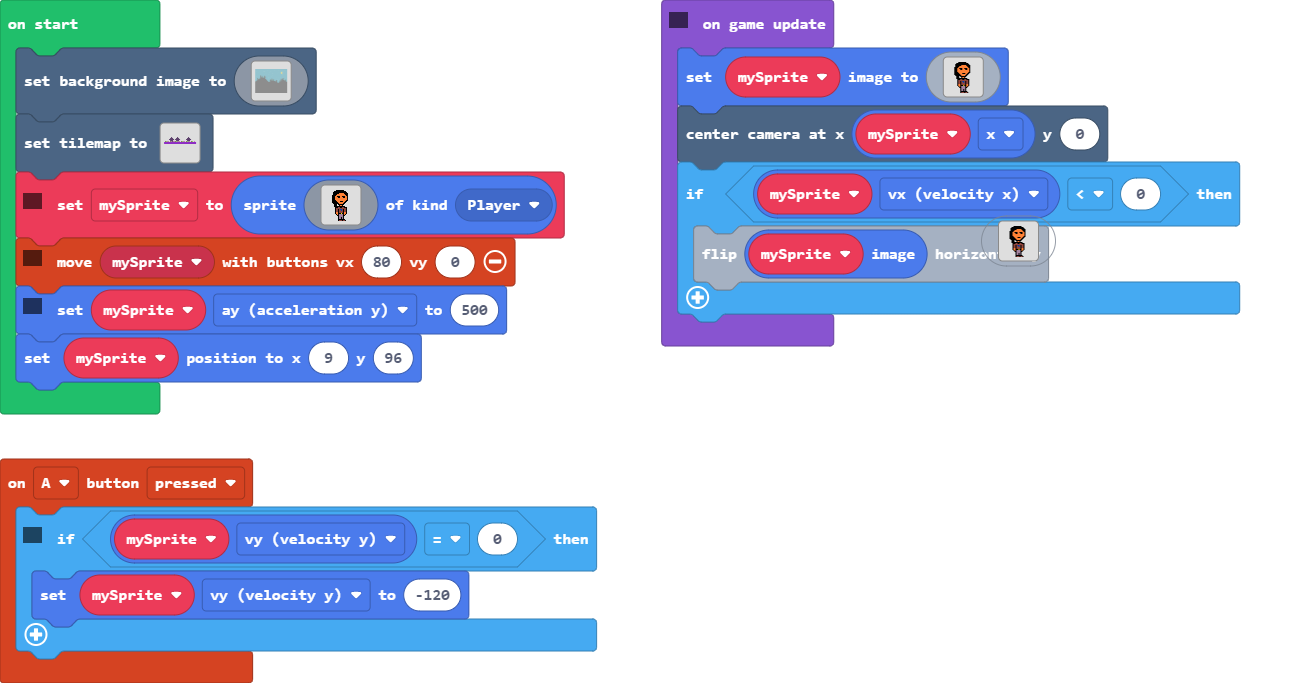 on start
set background image to
set tilemap to
set mySprite to sprite of kind Player
move mySprite with buttons vx 80 vy 0
set mySprite ay (acceleration y) to 500
set mySprite position to x 9 y 96
on game update
set mySprite image to
center camera at x mySprite x y 0
if mySprite vx (velocity x) < 0 then
flip mySprite image
on A button pressed
if mySprite vy (velocity y) = 0 then
set mySprite vy (velocity y) to -120